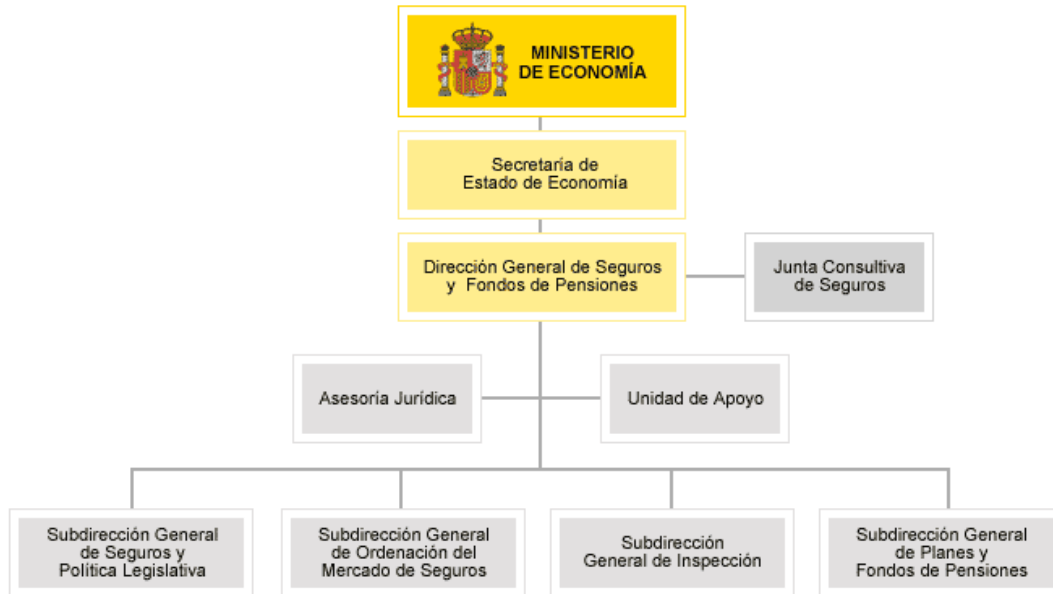 MINISTERIO
DE ECONOMÍA
Secretaría de
Estado de Economía
Dirección General de Seguros
y Fondos de Pensiones
Junta Consultiva
de Seguros
Asesoría Jurídica
Unidad de Apoyo
Subdirección General
de Seguros y
Política Legislativa
Subdirección General
de Ordenación del
Mercado de Seguros
Subdirección
General de Inspección
Subdirección General
de Planes y
Fondos de Pensiones